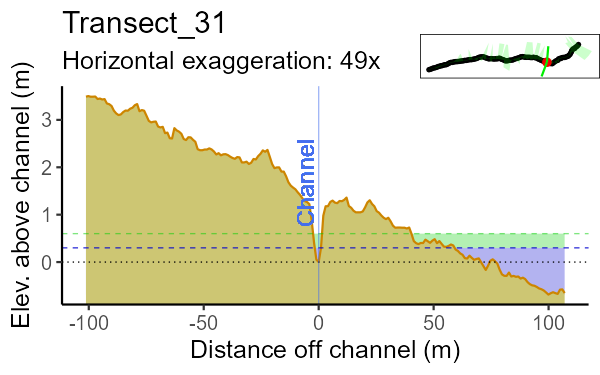 Transect_31
Horizontal exaggeration: 49x
Elev. above channel (m)
3
2
1
0
Channel
-100
-50
0
50
100
Distance off channel (m)